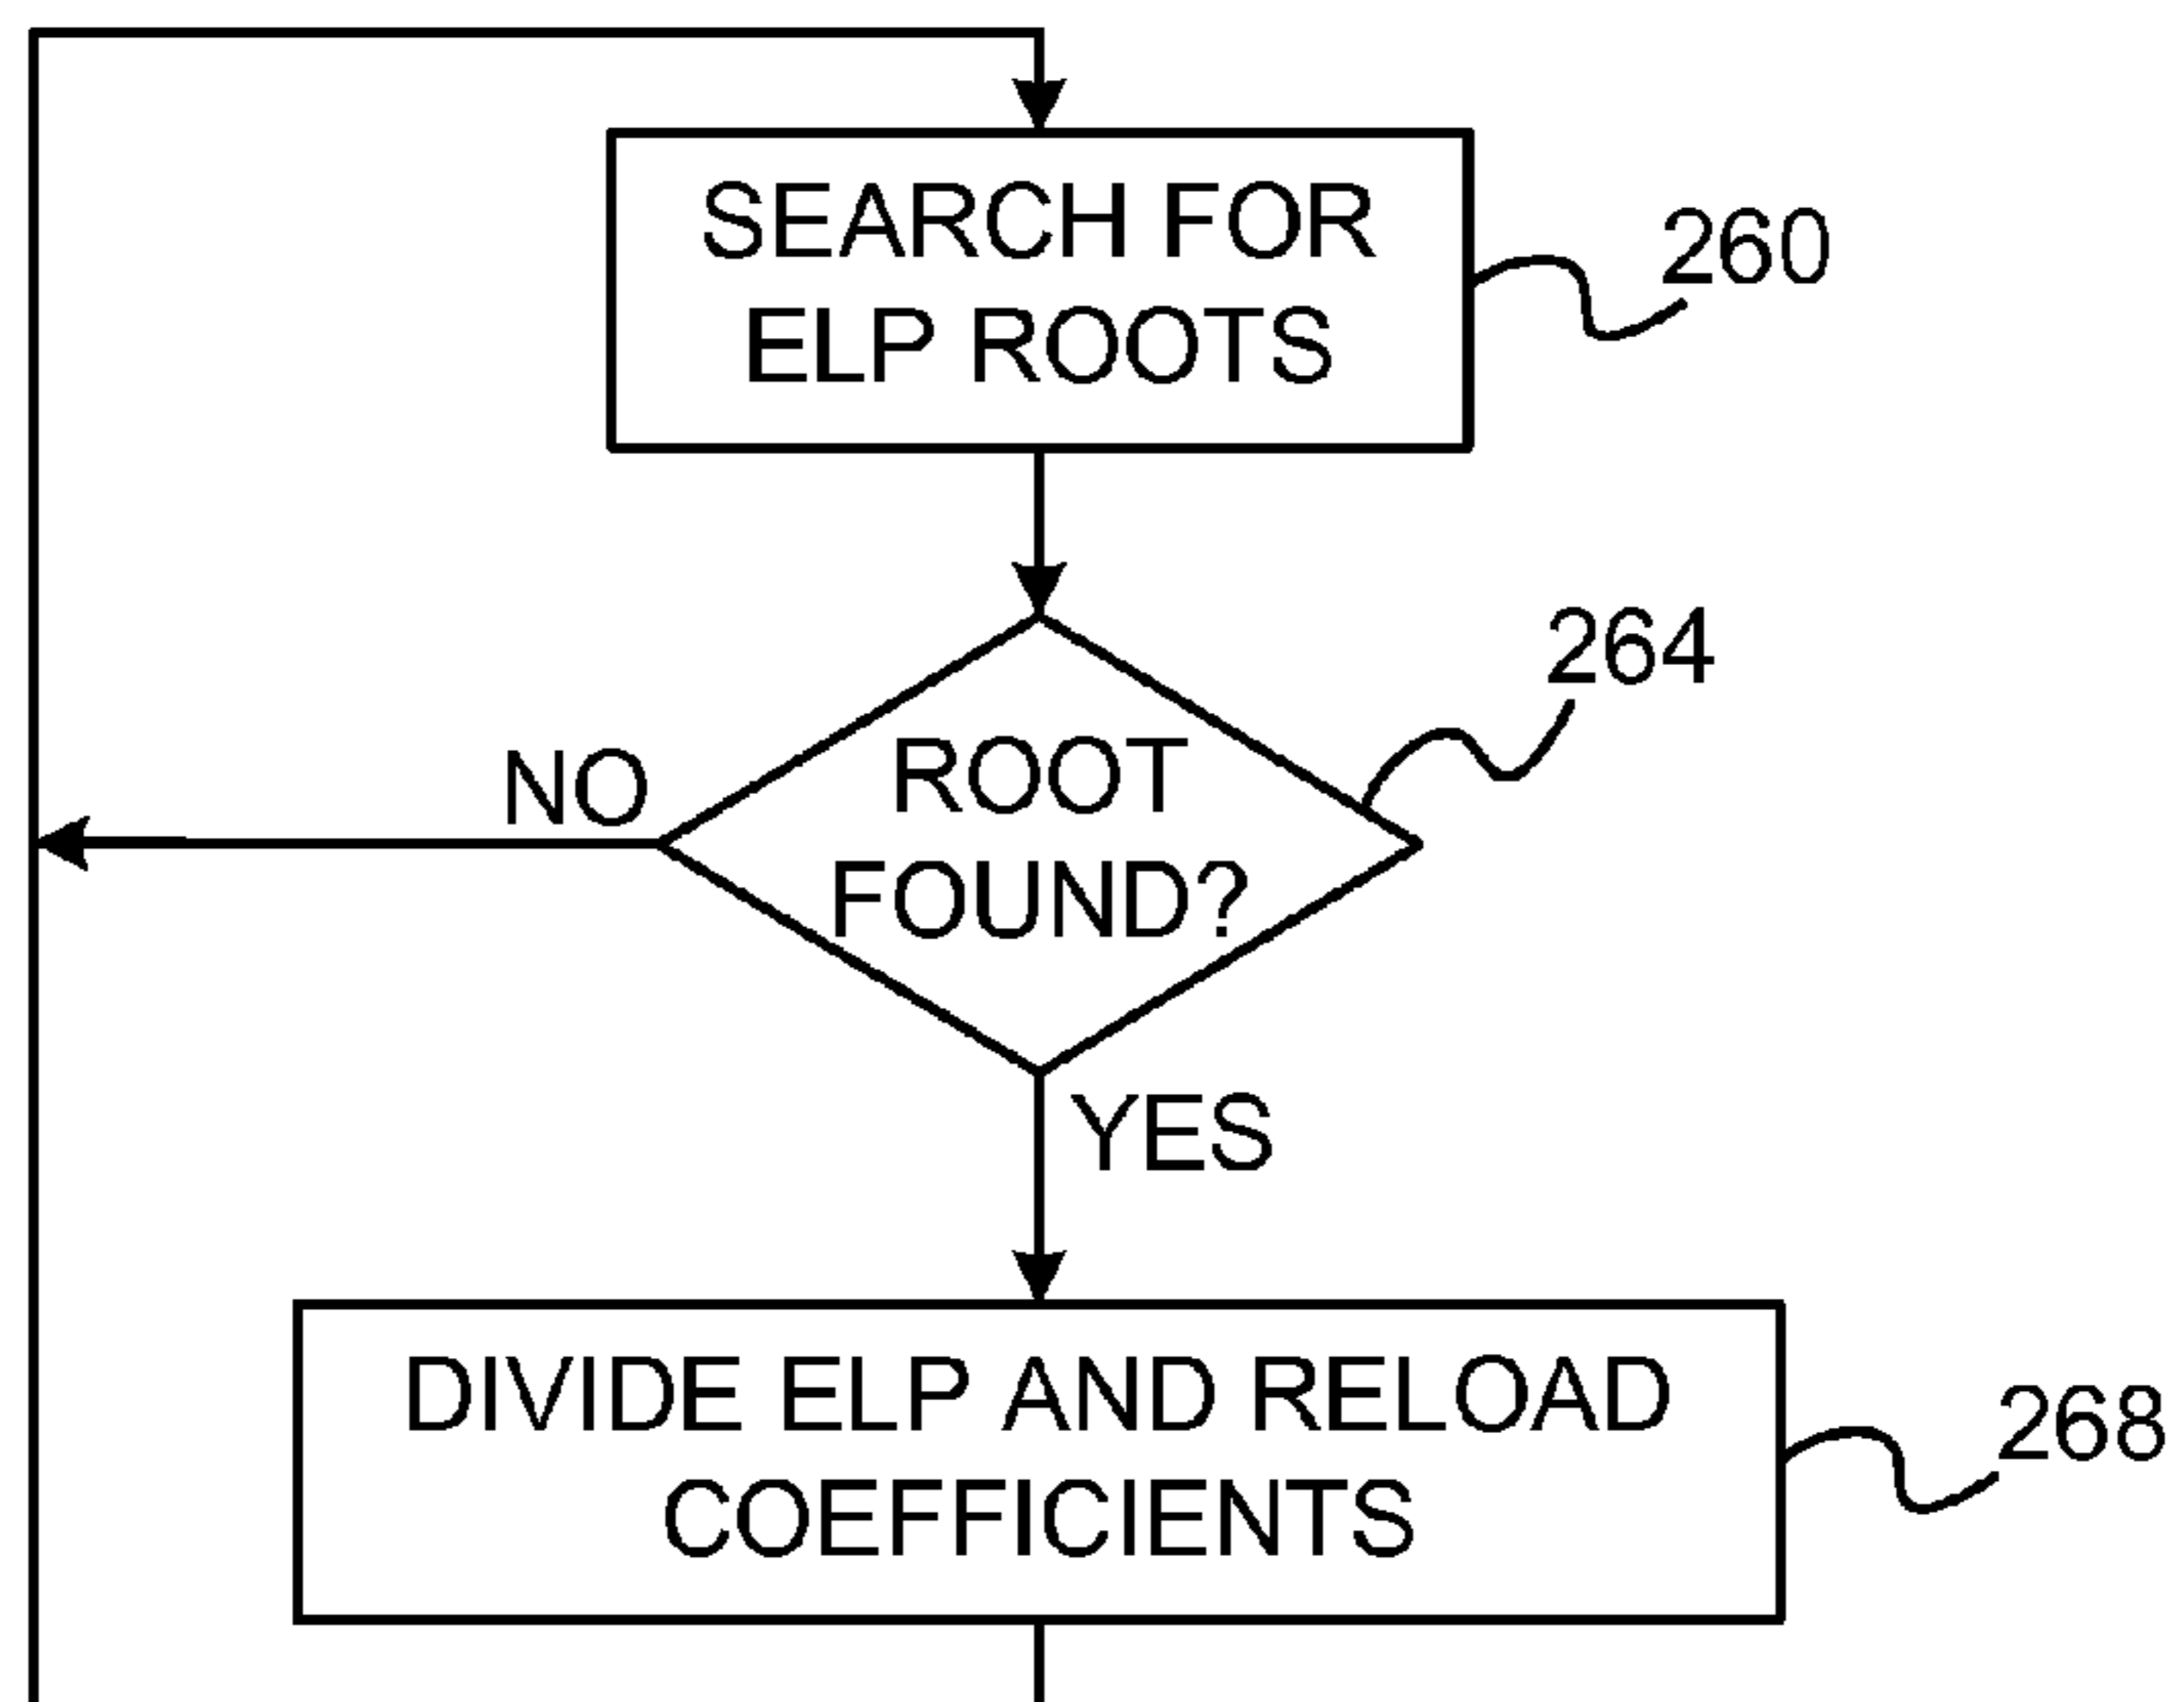 SEARCH FOR
ELP ROOTS
260
264
ROOT
FOUND?
NO
YES
DIVIDE ELP AND RELOAD
COEFFICIENTS
268